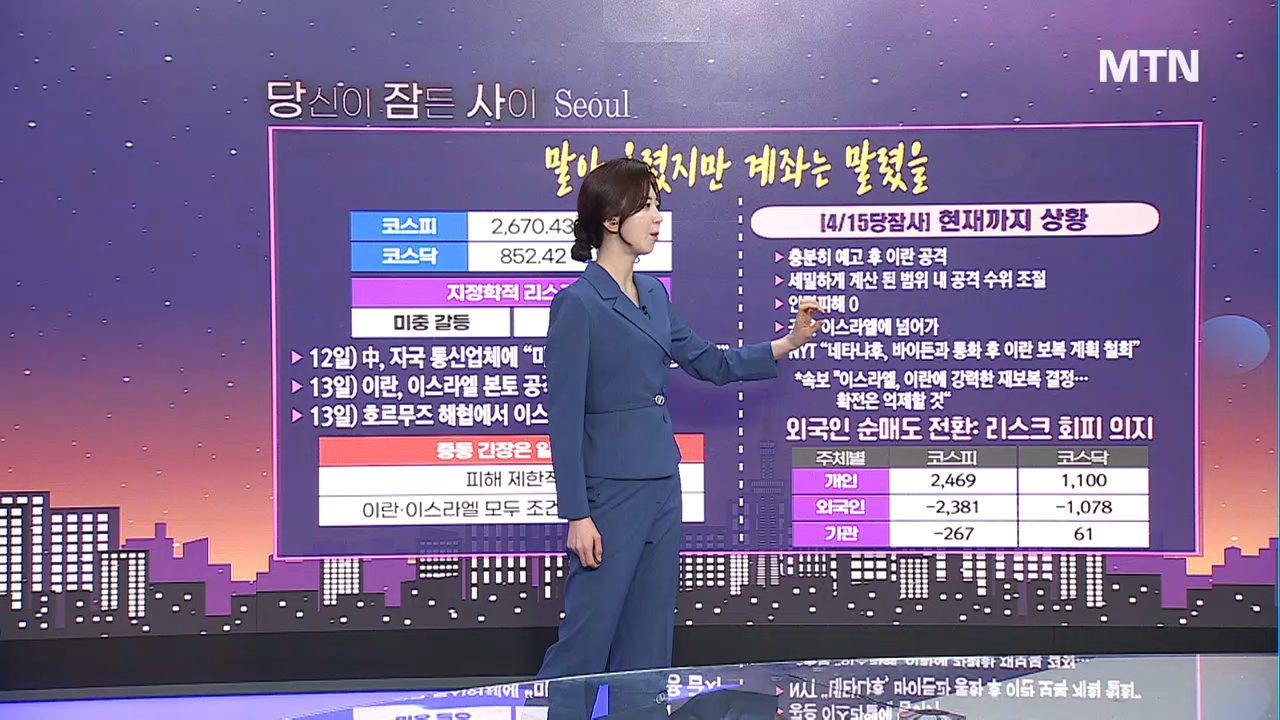 MTN
당신이 잠든 사이 Seoul
계좌는 말렸을
코스피 2,670.43
코스닥 852.42
지정학적
미중 갈등
12일) 中, 자국 통신업체에
13일) 이란, 이스라엘 본토
13일) 호르무즈 해협에서
중동 긴장은
피해
이란·이스라엘 모두
[4/15당잠사] 현재까지 상황
충분히 예고 후 이란 공격
세밀하게 계산 된 범위 내 공격 수위 조절
0
이스라엘에 넘어가
NYT “네타냐후, 바이든과 통화 후 이란 보복 계획 철회”
*속보 "이스라엘, 이란에 강력한 재보복 결정…
확전은 억제할 것“
외국인 순매도 전환: 리스크 회피 의지
주체별 코스피 코스닥
개인 2,469 1,100
외국인 -2,381 -1,078
기관 -267 61